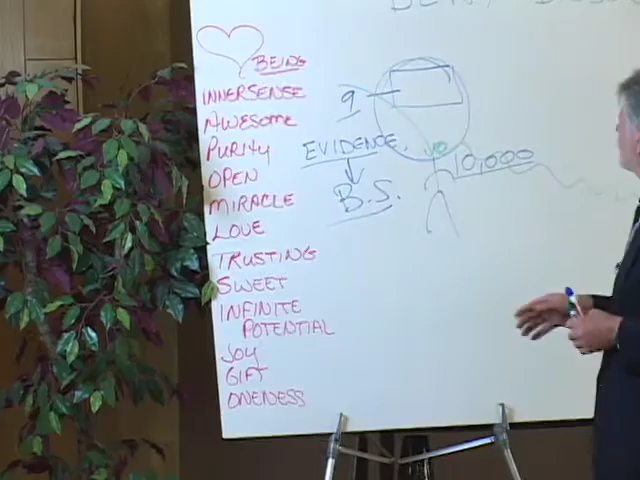 BEING
INNERSENSE
AWESOME
PURITY
OPEN
MIRACLE
LOVE
TRUSTING
SWEET
INFINITE
POTENTIAL
JOY
GIFT
ONENESS
9
EVIDENCE
B.S.
10,000